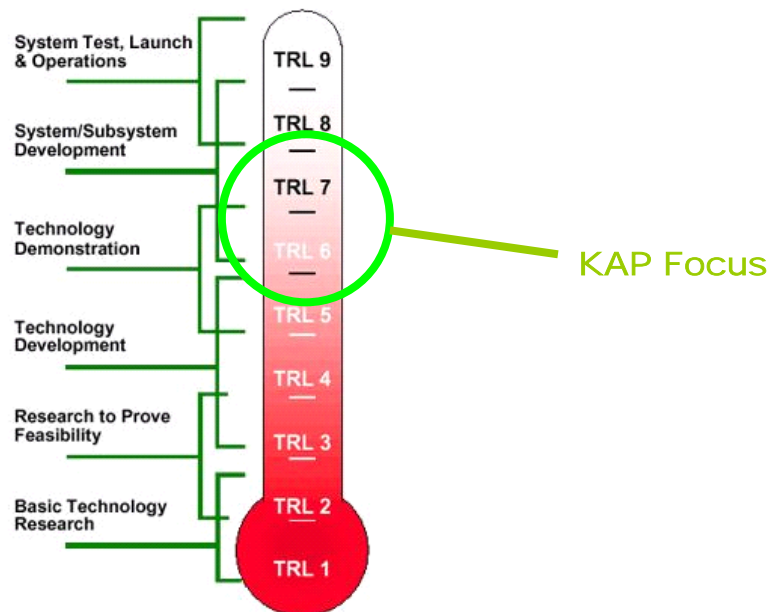 System Test, Launch
& Operations
System/Subsystem
Development
Technology
Demonstration
Technology
Development
Research to Prove
Feasibility
Basic Technology
Research
TRL 9
TRL 8
TRL 7
TRL 6
TRL 5
TRL 4
TRL 3
TRL 2
TRL 1
KAP Focus